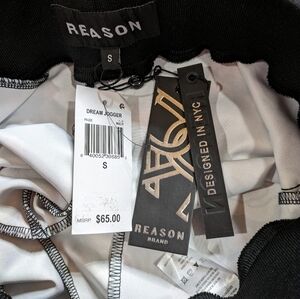 REASON
S
DREAM JOGGER
S
MSRP $65.00
REASON
BRAND
DESIGNED IN NYC